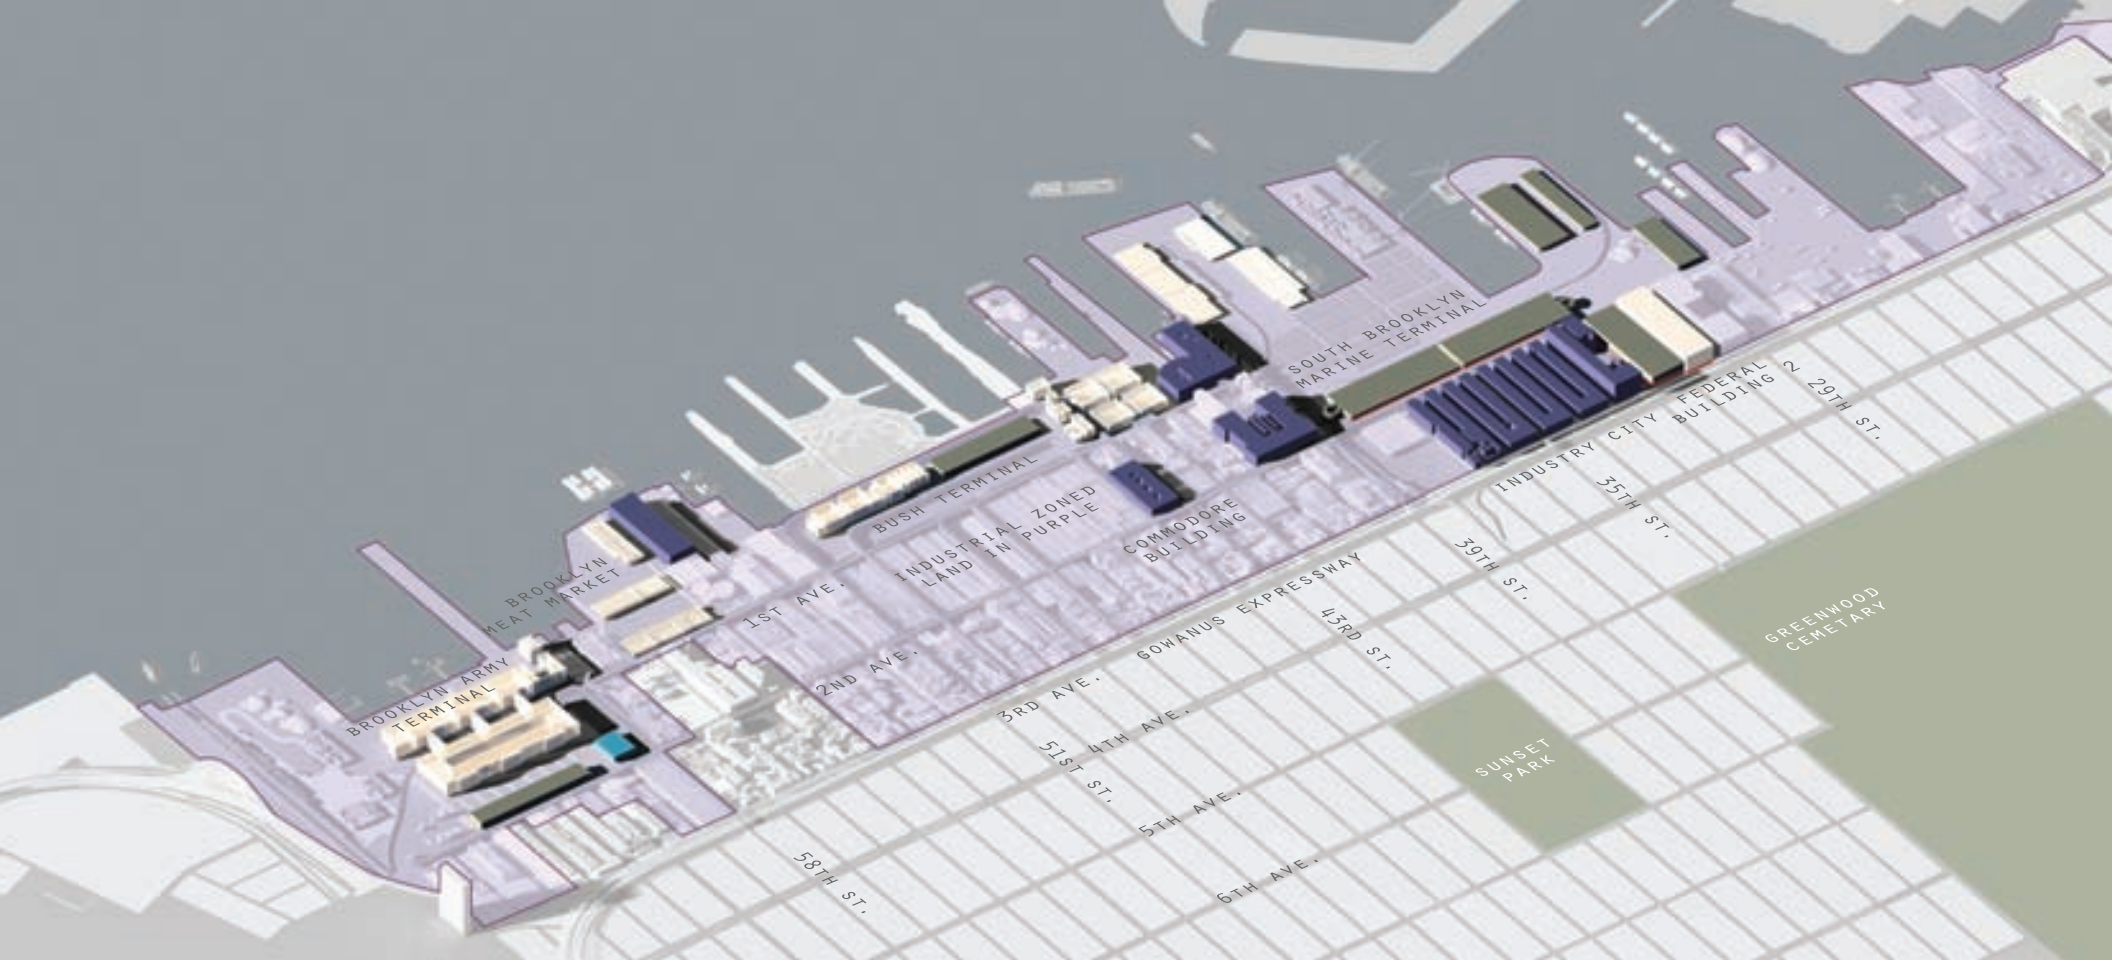 SOUTH BROOKLYN
MARINE TERMINAL
FEDERAL
BUILDING 2
29TH ST.
INDUSTRY CITY
35TH ST.
BUSH TERMINAL
INDUSTRIAL ZONED
LAND IN PURPLE
COMMODORE
BUILDING
39TH ST.
BROOKLYN
MEAT MARKET
1ST AVE.
GOWANUS EXPRESSWAY
43RD ST.
GREENWOOD
CEMETARY
BROOKLYN ARMY
TERMINAL
2ND AVE.
3RD AVE.
4TH AVE.
51ST ST.
SUNSET
PARK
5TH AVE.
58TH ST.
6TH AVE.